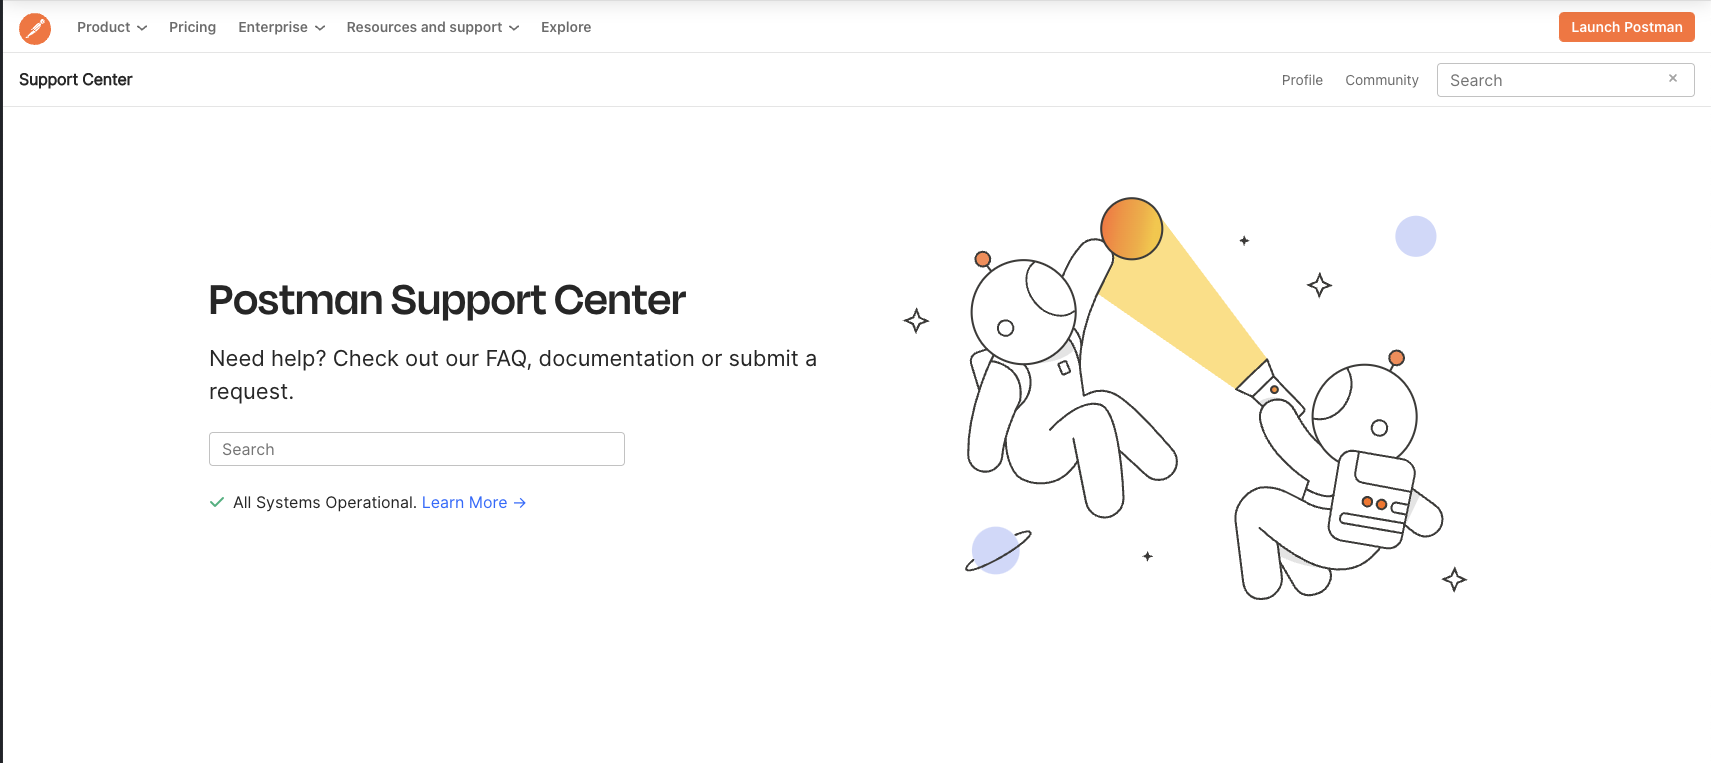 Product Pricing Enterprise Resources and support Explore Launch Postman
Support Center Profile Community Search ×
Postman Support Center
Need help? Check out our FAQ, documentation or submit a
request.
Search
All Systems Operational. Learn More →